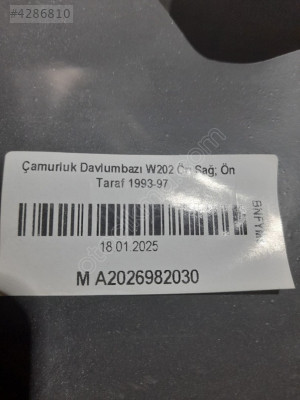 #4286810
Çamurluk Davlumbazı W202 Ön Sağ; Ön
Taraf 1993-97
18.01.2025
M A2026982030